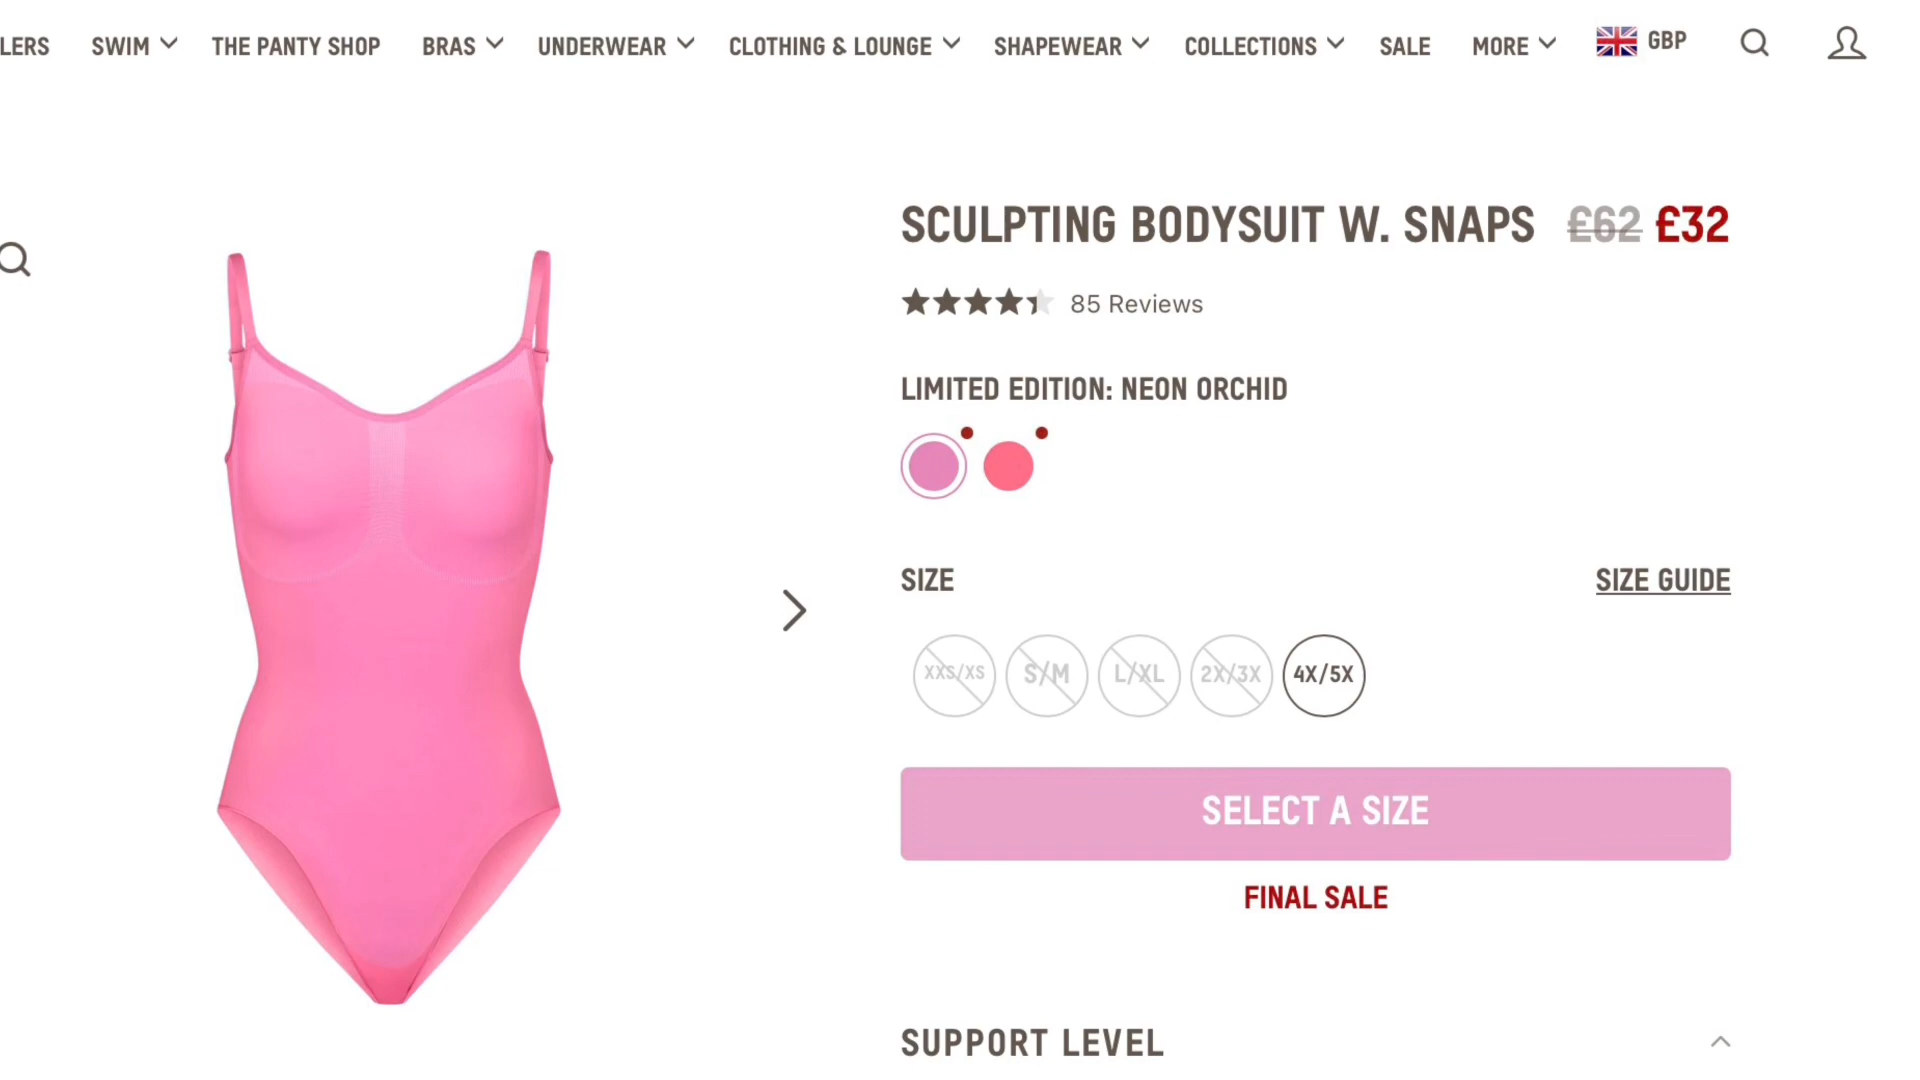 LERS SWIM THE PANTY SHOP BRAS UNDERWEAR CLOTHING & LOUNGE SHAPEWEAR COLLECTIONS SALE MORE GBP
SCULPTING BODYSUIT W. SNAPS £62 £32
85 Reviews
LIMITED EDITION: NEON ORCHID
SIZE SIZE GUIDE
XXS/XS S/M L/XL 2X/3X 4X/5X
SELECT A SIZE
FINAL SALE
SUPPORT LEVEL